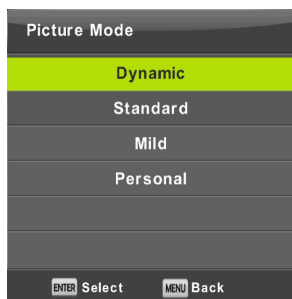 Picture Mode
Dynamic
Standard
Mild
Personal
ENTER Select MENU Back